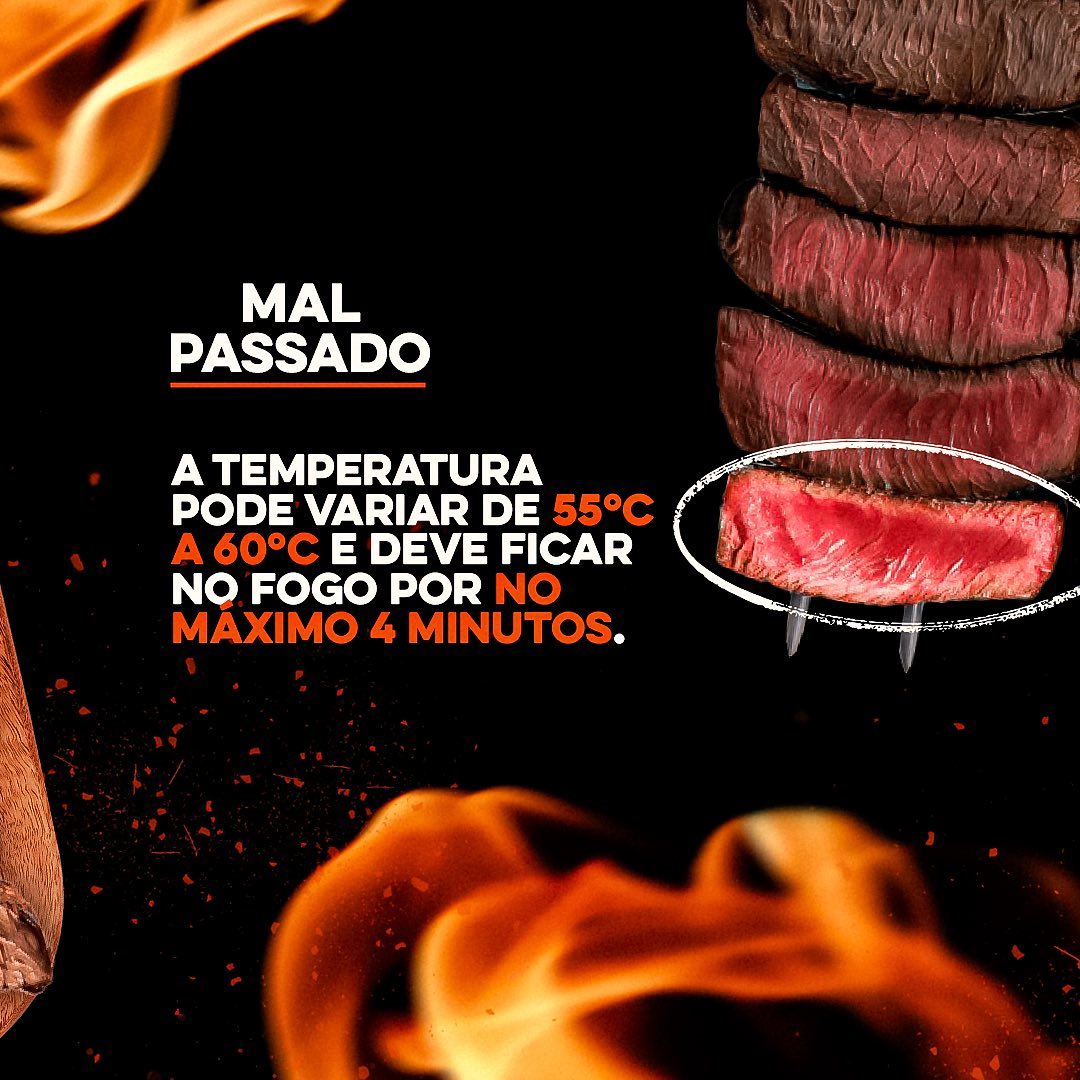 MAL
PASSADO
A TEMPERATURA
PODE VARIAR DE 55°C
A 60°C E DEVE FICAR
NO FOGO POR NO
MÁXIMO 4 MINUTOS.